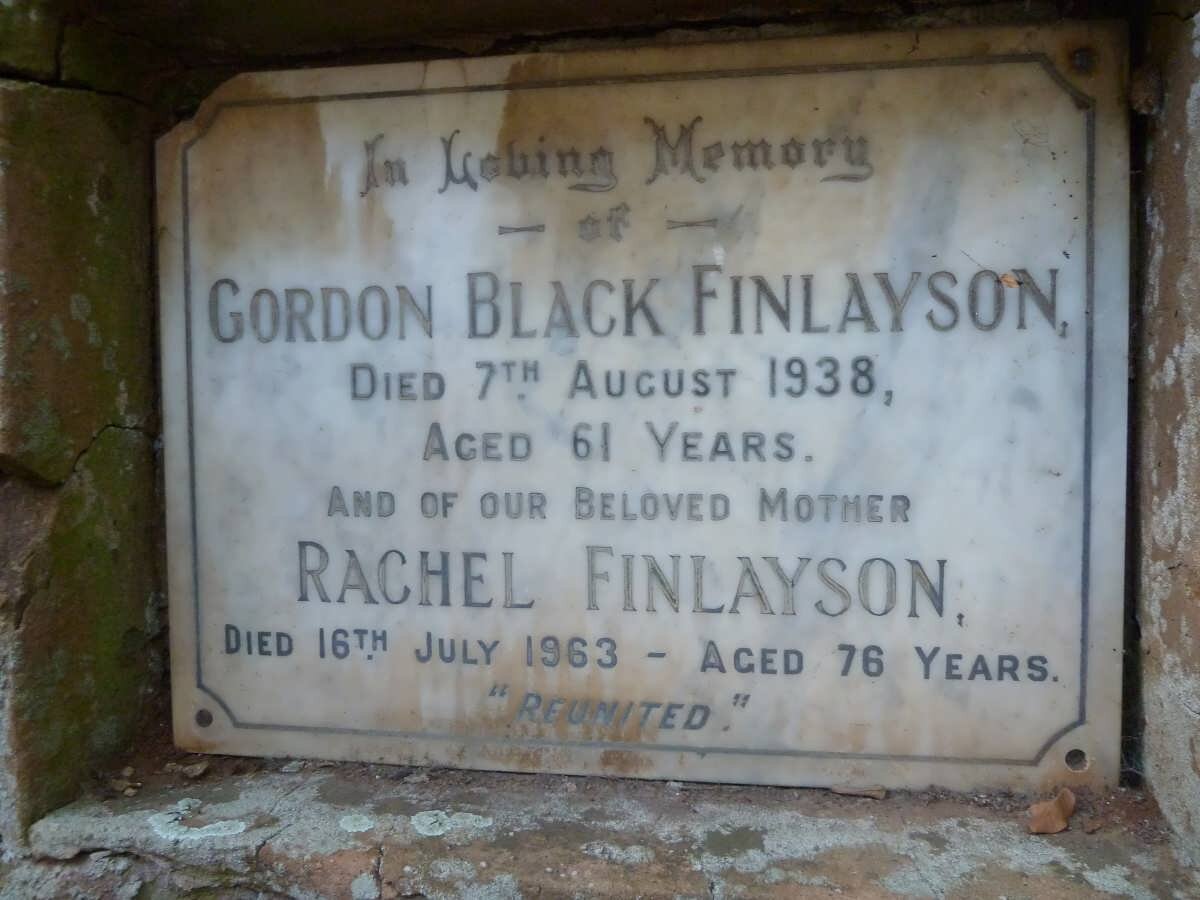 In Loving Memory
— of —
GORDON BLACK FINLAYSON,
DIED 7TH AUGUST 1938,
AGED 61 YEARS.
AND OF OUR BELOVED MOTHER
RACHEL FINLAYSON,
DIED 16TH JULY 1963 – AGED 76 YEARS.
"REUNITED."